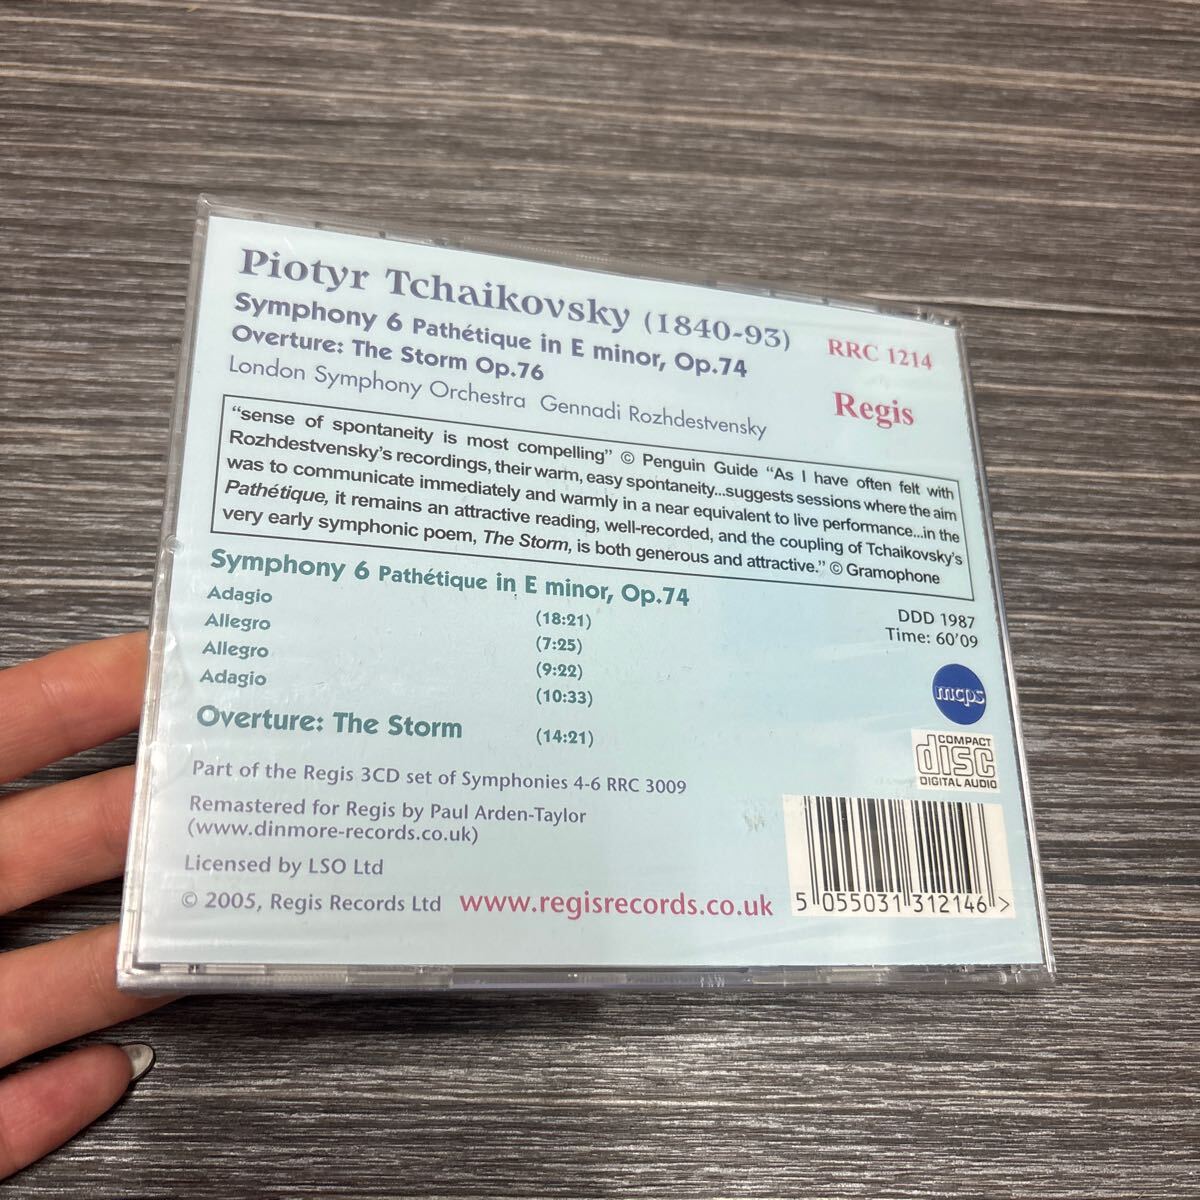 Piotyr Tchaikovsky (1840-93)
Symphony 6 Pathétique in E minor, Op.74
Overture: The Storm Op.76
London Symphony Orchestra Gennadi Rozhdestvensky
RRC 1214
Regis
“sense of spontaneity is most compelling” © Penguin Guide “As I have often felt with
Rozhdestvensky’s recordings, their warm, easy spontaneity...suggests sessions where the aim
was to communicate immediately and warmly in a near equivalent to live performance...in the
Pathétique, it remains an attractive reading, well-recorded, and the coupling of Tchaikovsky’s
very early symphonic poem, The Storm, is both generous and attractive.” © Gramophone
Symphony 6 Pathétique in E minor, Op.74
Adagio (18:21)
Allegro (7:25)
Allegro (9:22)
Adagio (10:33)
Overture: The Storm (14:21)
DDD 1987
Time: 60’09
mcps
COMPACT
disc
DIGITAL AUDIO
Part of the Regis 3CD set of Symphonies 4-6 RRC 3009
Remastered for Regis by Paul Arden-Taylor
(www.dinmore-records.co.uk)
Licensed by LSO Ltd
© 2005, Regis Records Ltd www.regisrecords.co.uk
5 055031 312146 >